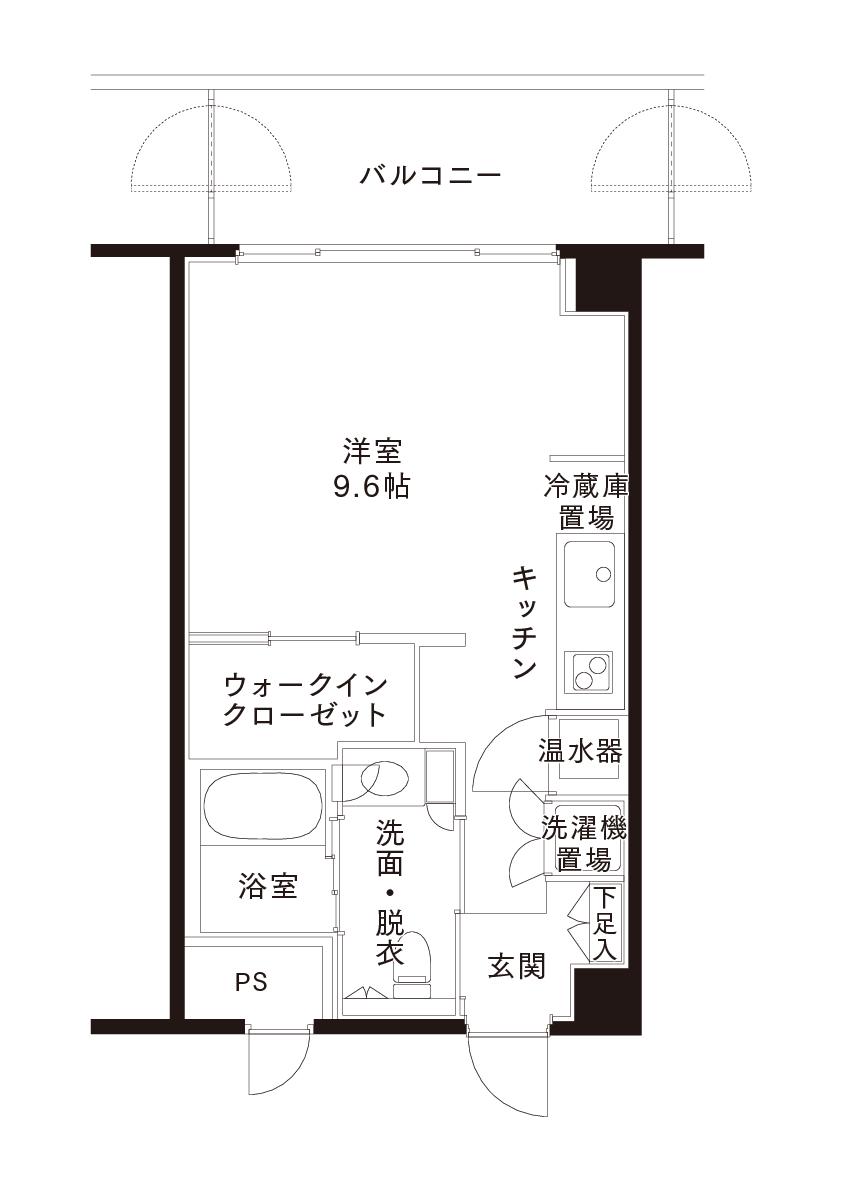 バルコニー
洋室
9.6帖
冷蔵庫
置場
キッチン
ウォークイン
クローゼット
温水器
洗濯機
置場
洗面・脱衣
浴室
下足入
玄関
PS